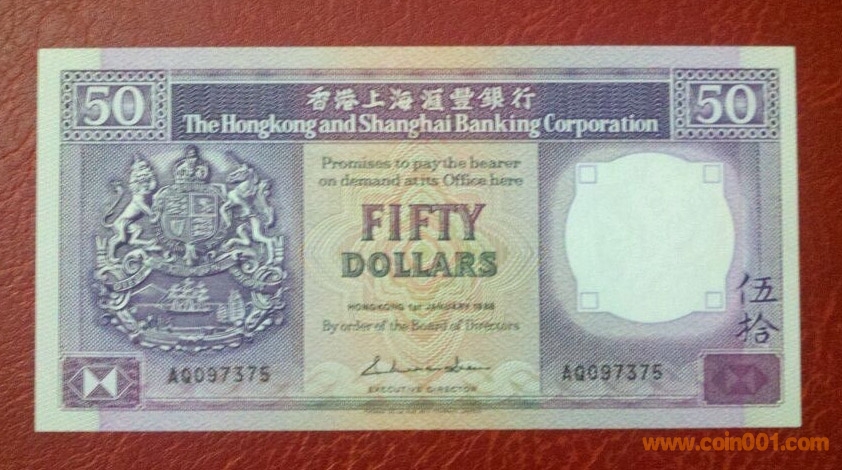 50
香港上海滙豐銀行
50
The Hongkong and Shanghai Banking Corporation
Promises to pay the bearer
on demand at its Office here
FIFTY
DOLLARS
HONGKONG 1ST JANUARY 1988
By order of the Board of Directors
伍拾
AQ097375
AQ097375
EXECUTIVE DIRECTOR
www.coin001.com